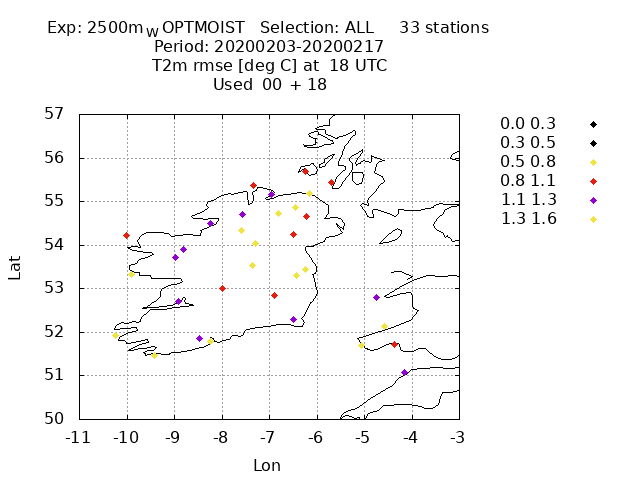 Exp: 2500m_W OPTMOIST Selection: ALL 33 stations
Period: 20200203-20200217
T2m rmse [deg C] at 18 UTC
Used 00 + 18
57
56
55
54
53
52
51
50
-11 -10 -9 -8 -7 -6 -5 -4 -3
Lat
Lon
0.0 0.3
0.3 0.5
0.5 0.8
0.8 1.1
1.1 1.3
1.3 1.6